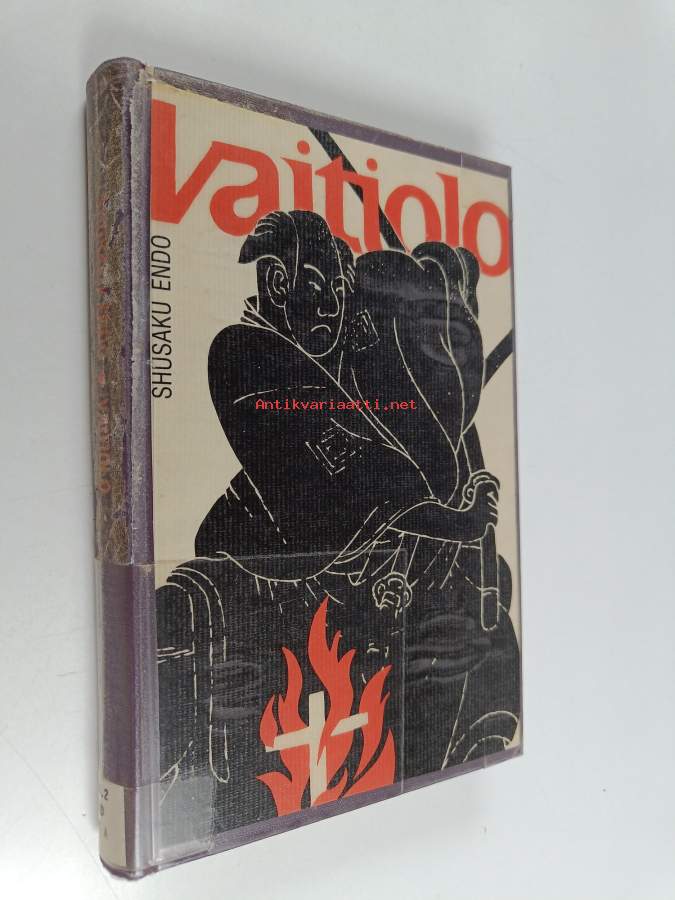 Vaitiolo
SHUSAKU ENDO
Antikvariaatti.net